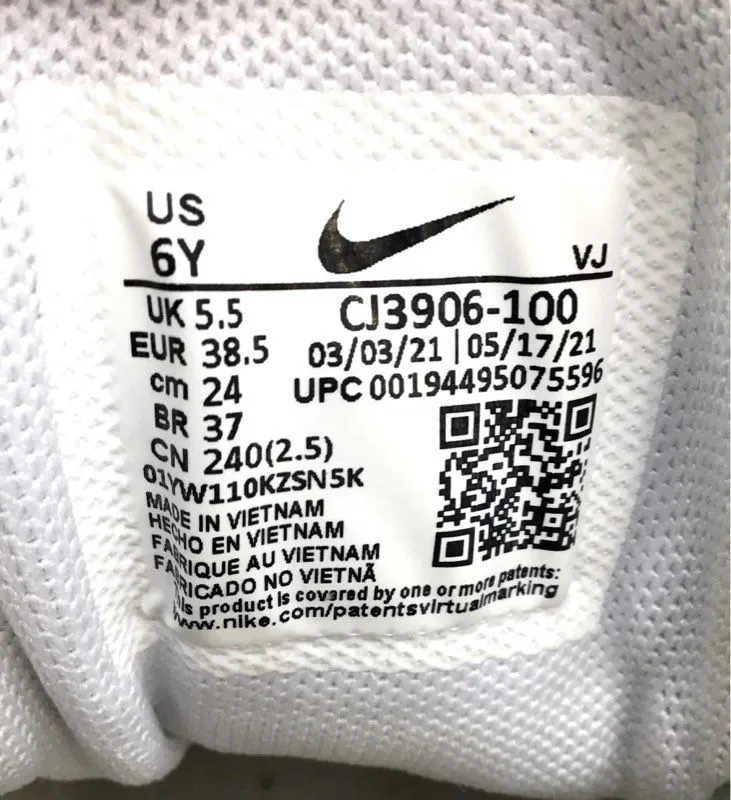 US
6Y
VJ
UK 5.5
CJ3906-100
EUR 38.5
03/03/21 | 05/17/21
cm 24
UPC 00194495075596
BR 37
CN 240(2.5)
01YW110KZSN5K
MADE IN VIETNAM
HECHO EN VIETNAM
FABRIQUE AU VIETNAM
FABRICADO NO VIETNÃ
This product is covered by one or more patents:
www.nike.com/patentsvirtualmarking